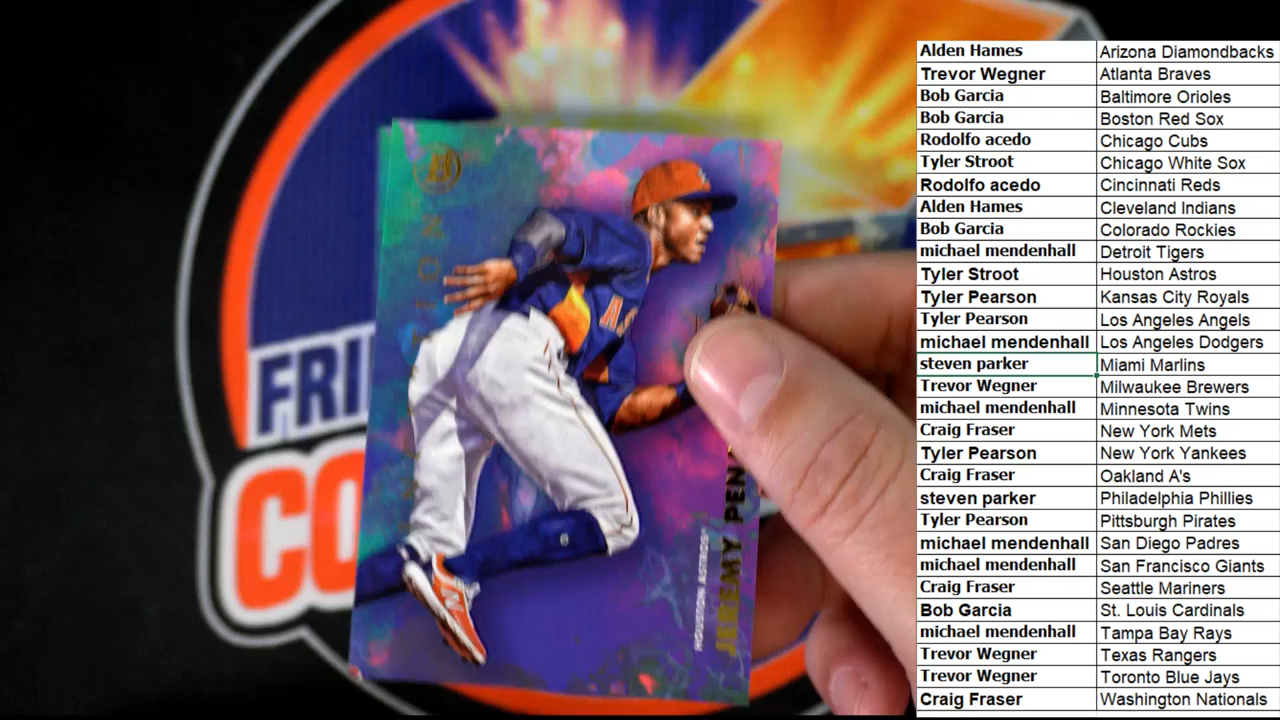 FRI
CO
HOUSTON ASTROS
JEREMY PEN
Alden Hames Arizona Diamondbacks
Trevor Wegner Atlanta Braves
Bob Garcia Baltimore Orioles
Bob Garcia Boston Red Sox
Rodolfo acedo Chicago Cubs
Tyler Stroot Chicago White Sox
Rodolfo acedo Cincinnati Reds
Alden Hames Cleveland Indians
Bob Garcia Colorado Rockies
michael mendenhall Detroit Tigers
Tyler Stroot Houston Astros
Tyler Pearson Kansas City Royals
Tyler Pearson Los Angeles Angels
michael mendenhall Los Angeles Dodgers
steven parker Miami Marlins
Trevor Wegner Milwaukee Brewers
michael mendenhall Minnesota Twins
Craig Fraser New York Mets
Tyler Pearson New York Yankees
Craig Fraser Oakland A's
steven parker Philadelphia Phillies
Tyler Pearson Pittsburgh Pirates
michael mendenhall San Diego Padres
michael mendenhall San Francisco Giants
Craig Fraser Seattle Mariners
Bob Garcia St. Louis Cardinals
michael mendenhall Tampa Bay Rays
Trevor Wegner Texas Rangers
Trevor Wegner Toronto Blue Jays
Craig Fraser Washington Nationals